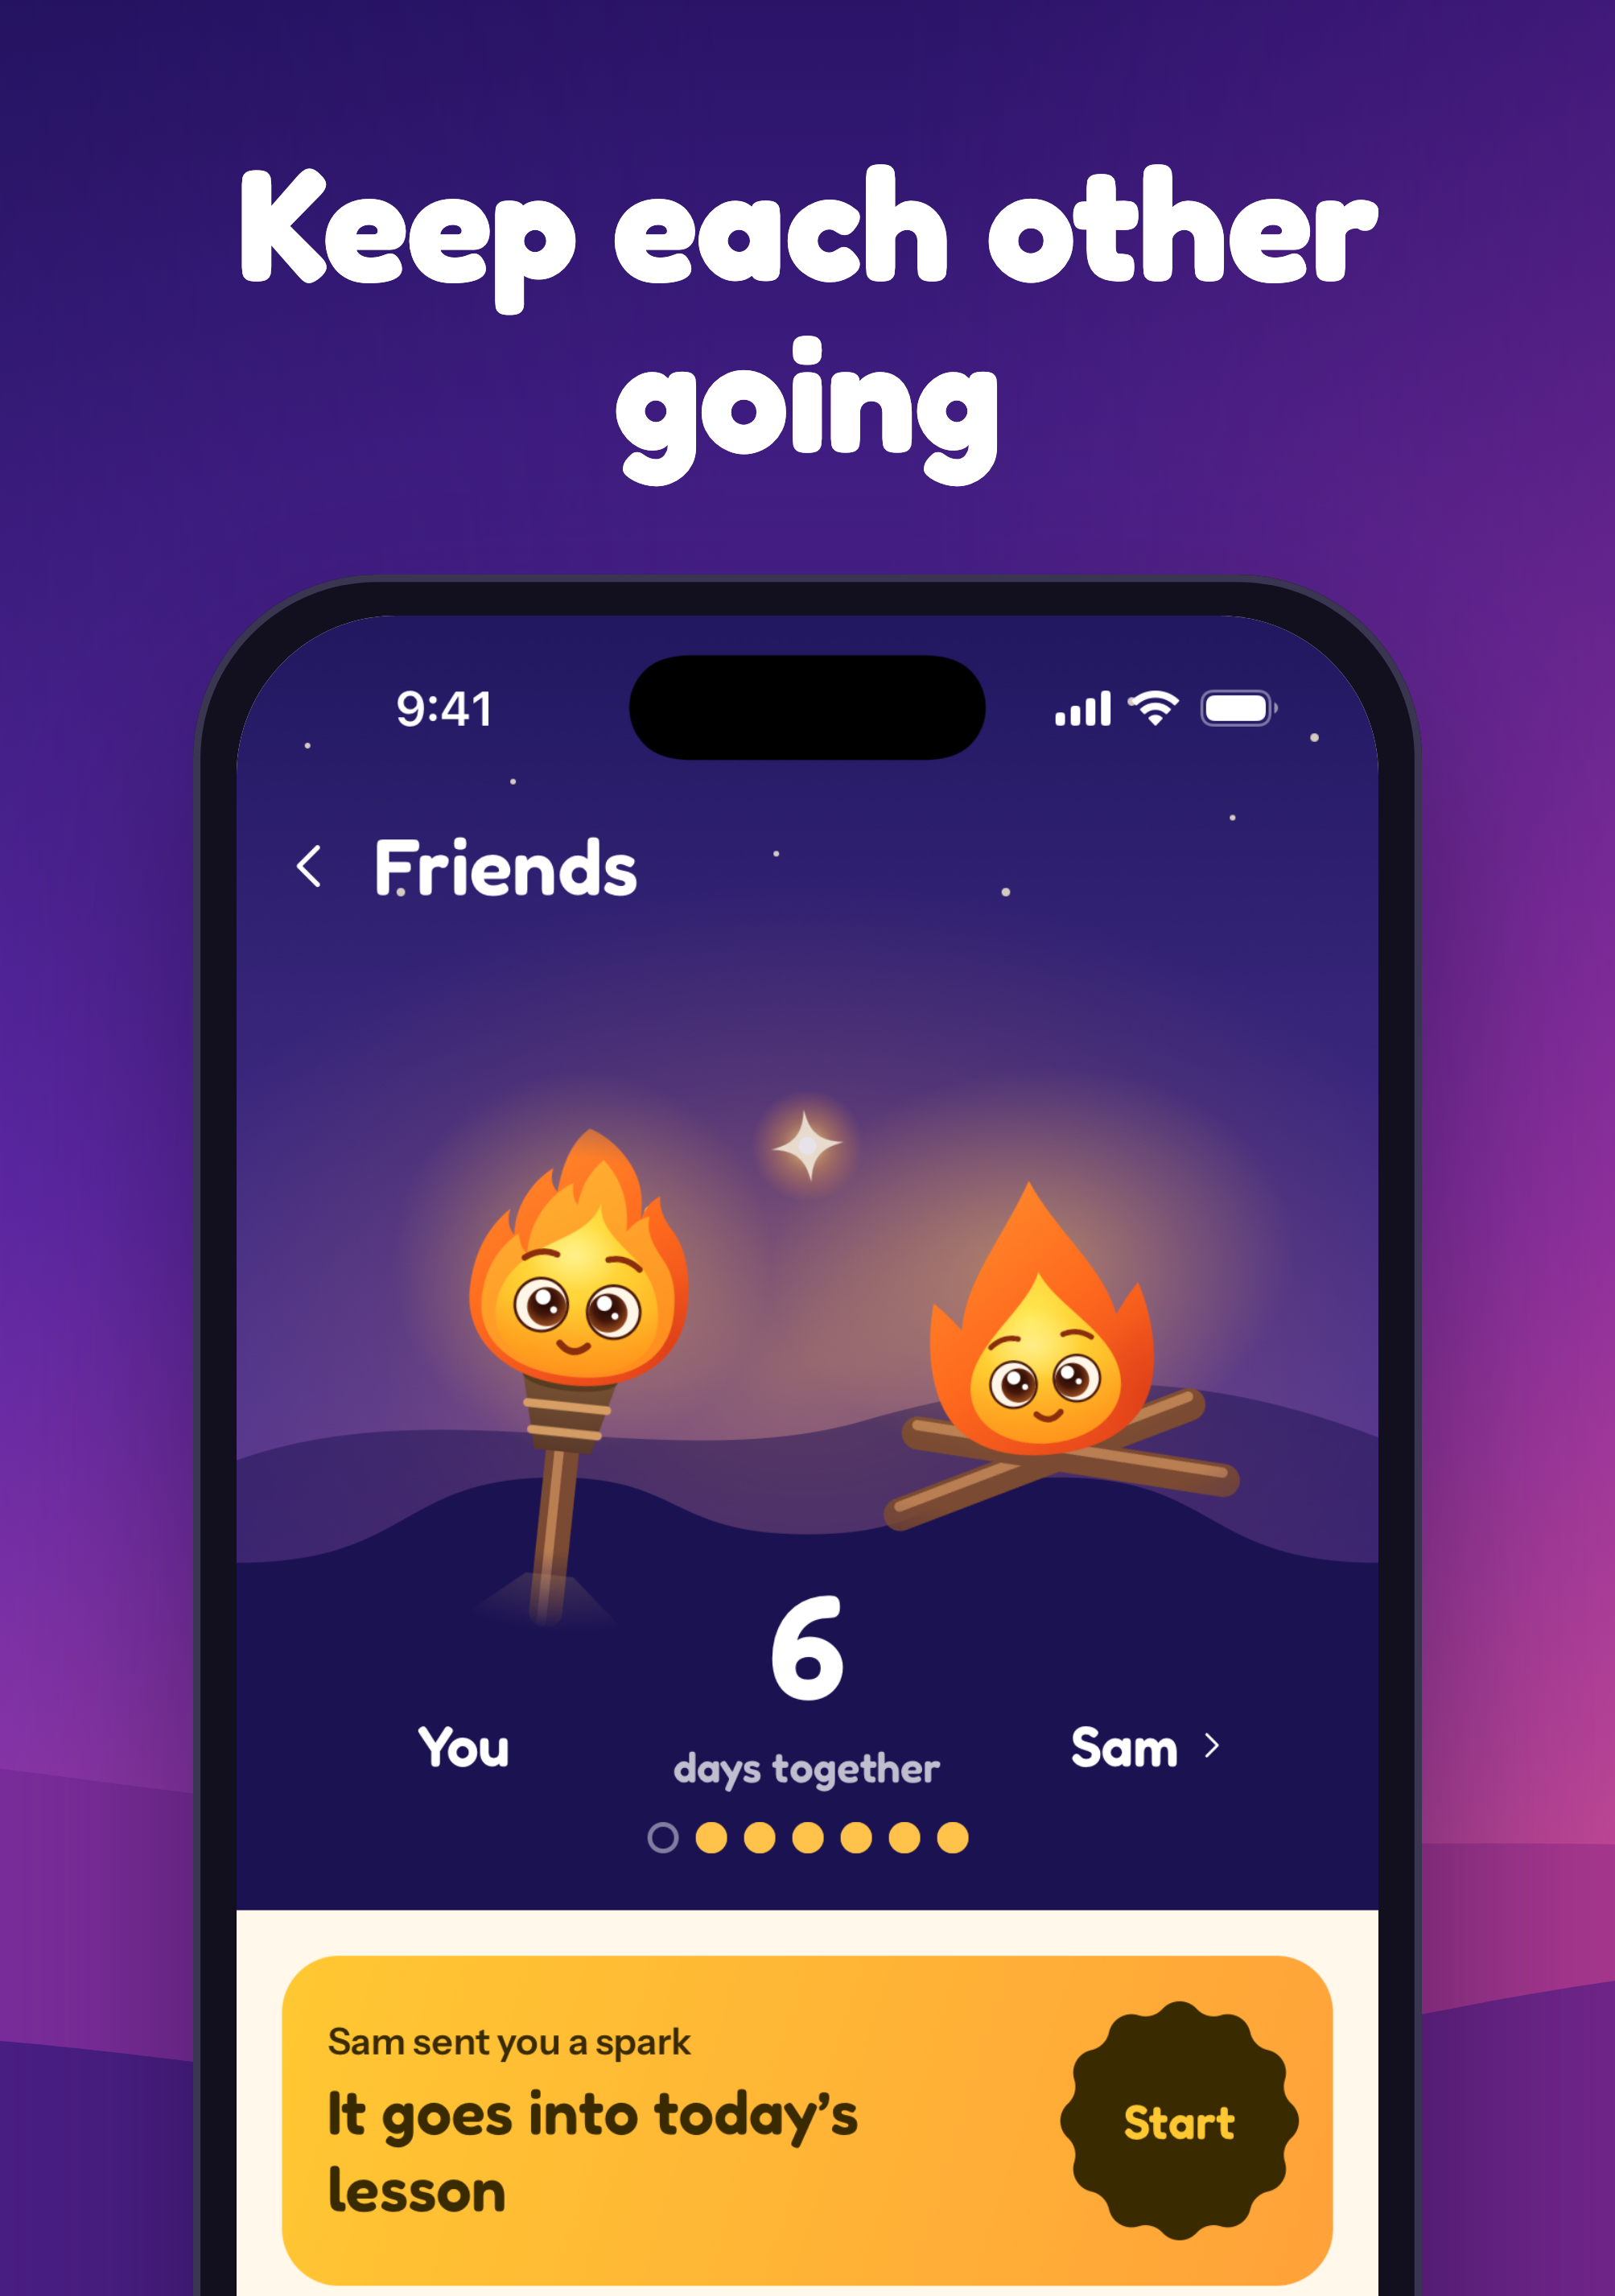 Keep each other
going
9:41
Friends
6
You
days together
Sam
Sam sent you a spark
It goes into today’s
lesson
Start